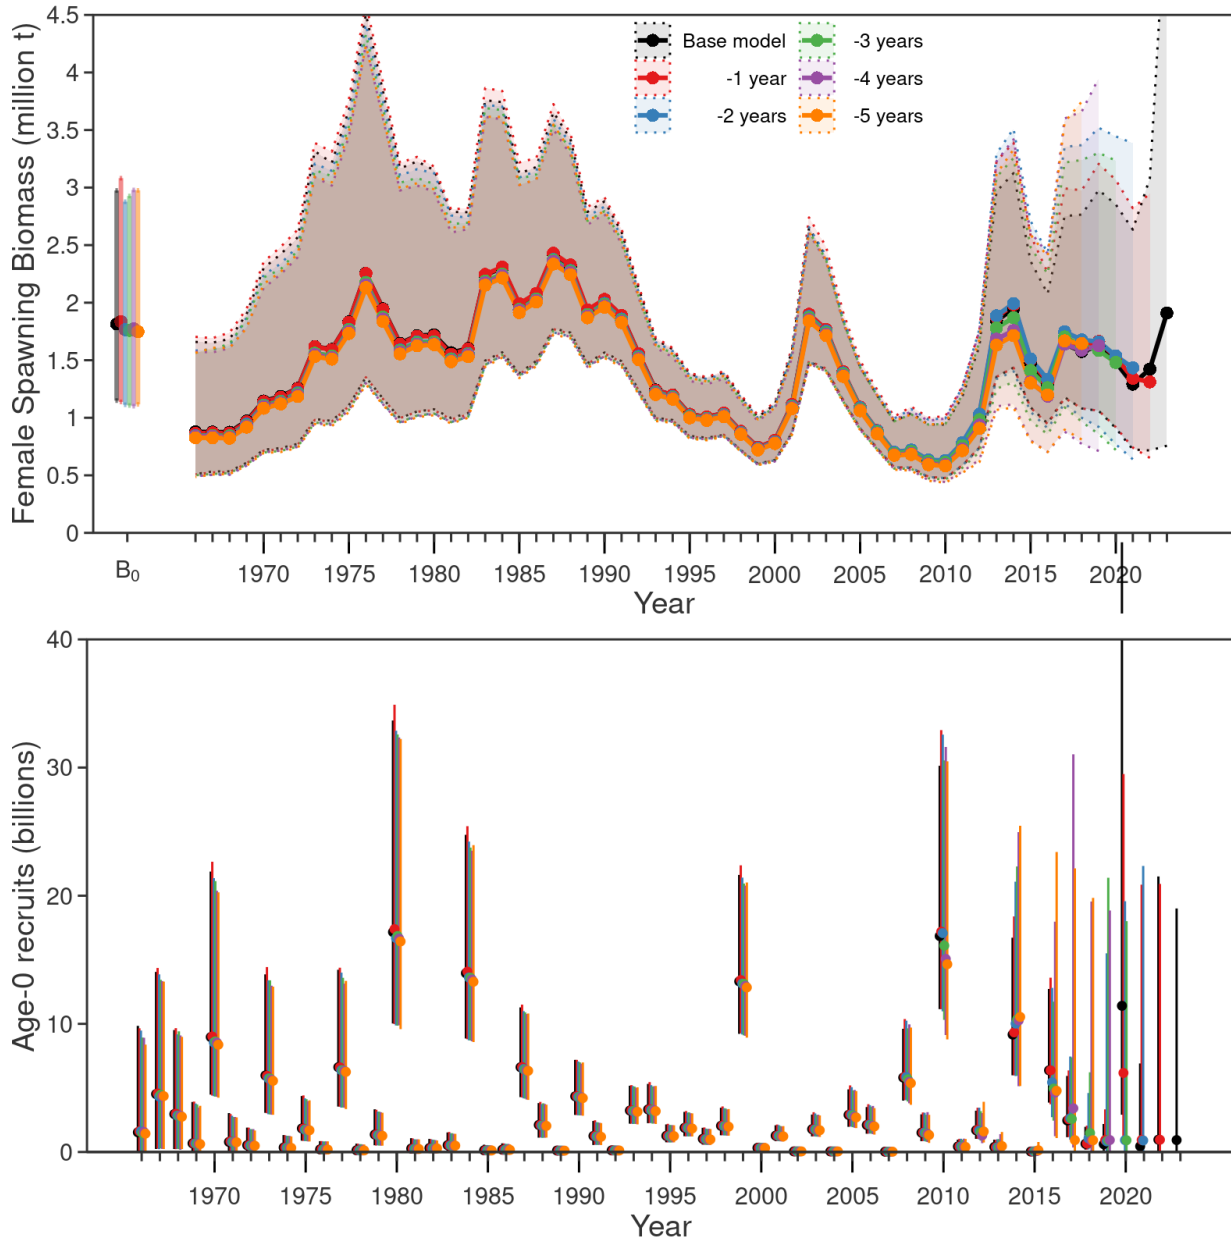 Female Spawning Biomass (million t)
4.5
4
3.5
3
2.5
2
1.5
1
0.5
0
Base model
-1 year
-2 years
-3 years
-4 years
-5 years
B₀
1970 1975 1980 1985 1990 1995 2000 2005 2010 2015 2020
Year
Age-0 recruits (billions)
40
30
20
10
0
1970 1975 1980 1985 1990 1995 2000 2005 2010 2015 2020
Year